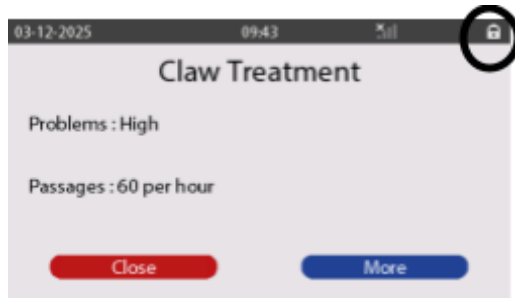 03-12-2025 09:43
Claw Treatment
Problems : High
Passages : 60 per hour
Close More